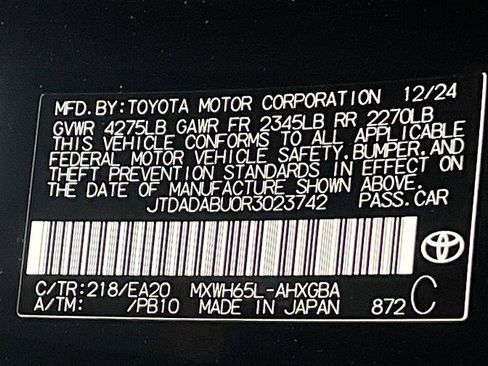 MFD. BY: TOYOTA MOTOR CORPORATION 12/24
GVWR 4275LB GAWR FR 2345LB RR 2270LB
THIS VEHICLE CONFORMS TO ALL APPLICABLE
FEDERAL MOTOR VEHICLE SAFETY, BUMPER, AND
THEFT PREVENTION STANDARDS IN EFFECT ON
THE DATE OF MANUFACTURE SHOWN ABOVE.
JTDADABU0R3023742 PASS. CAR
C/TR: 218/EA20 MXWH65L-AHXGBA
A/TM: /PB10 MADE IN JAPAN 872 C